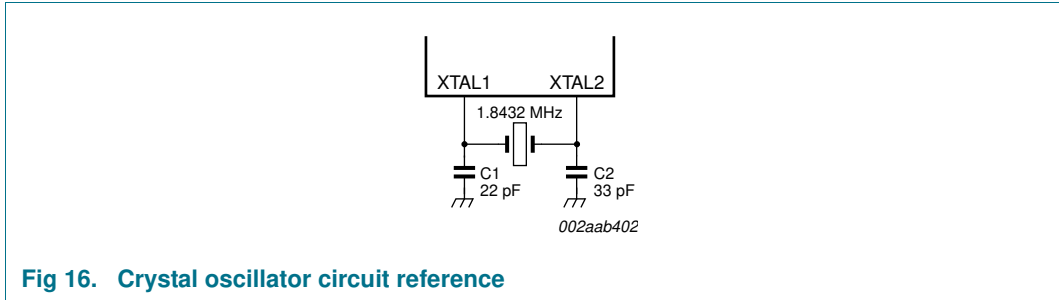 XTAL1 XTAL2
1.8432 MHz
C1
22 pF
C2
33 pF
002aab402
Fig 16. Crystal oscillator circuit reference